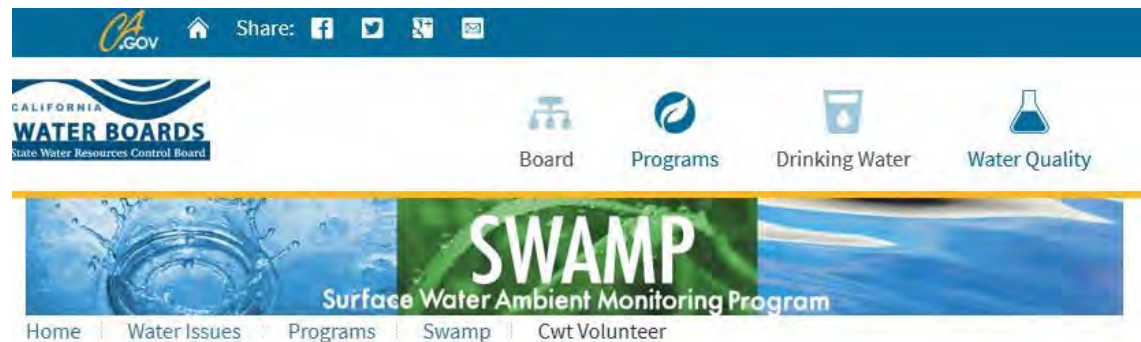 CA.GOV Share:
CALIFORNIA
WATER BOARDS
State Water Resources Control Board
Board Programs Drinking Water Water Quality
SWAMP
Surface Water Ambient Monitoring Program
Home Water Issues Programs Swamp Cwt Volunteer